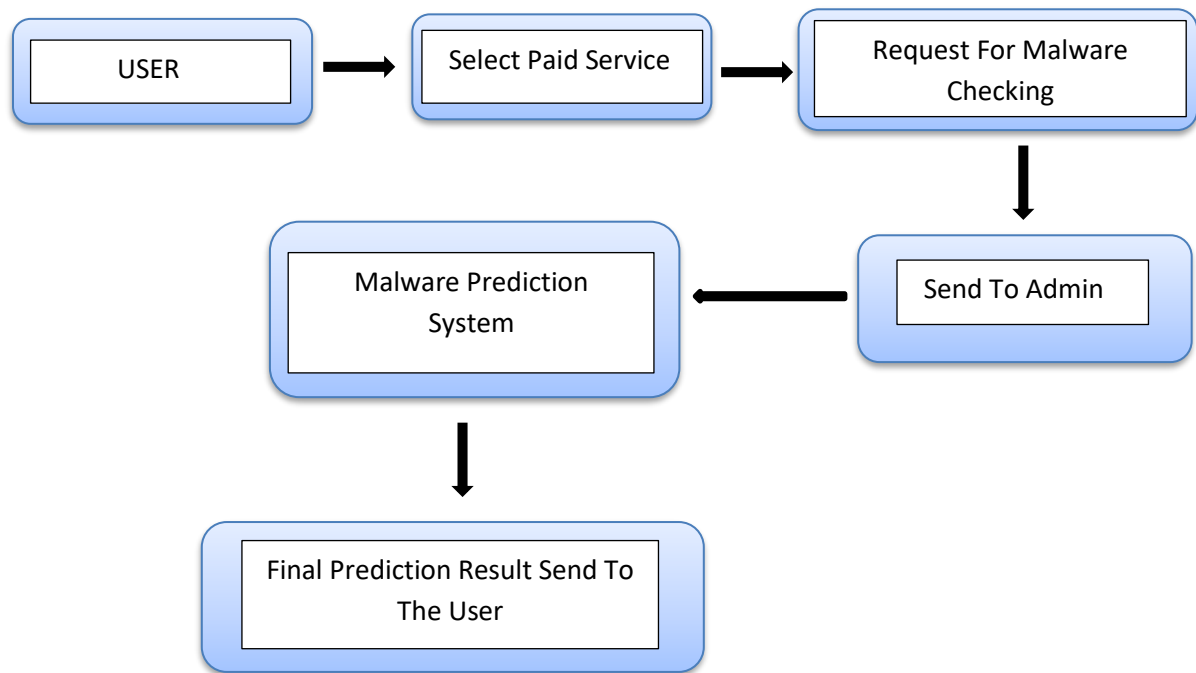 USER
Select Paid Service
Request For Malware
Checking
Send To Admin
Malware Prediction
System
Final Prediction Result Send To
The User